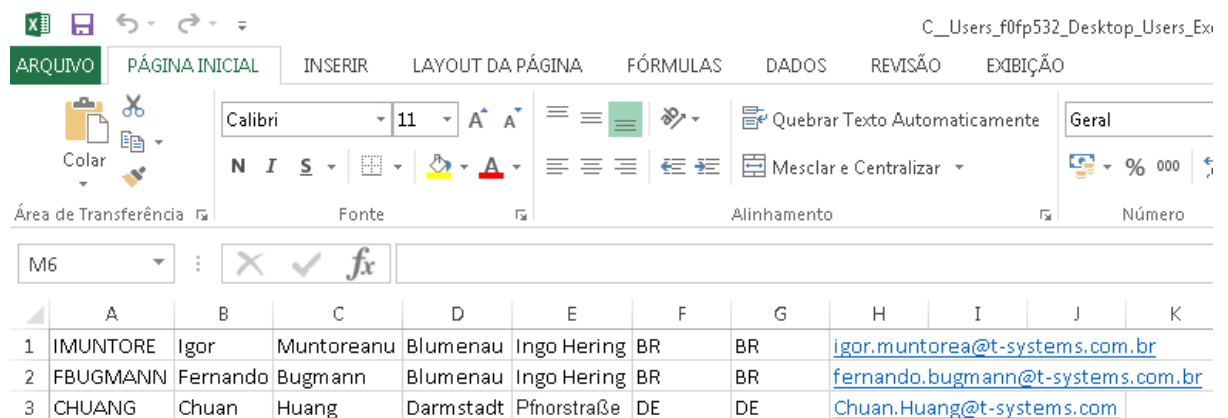 C__Users_f0fp532_Desktop_Users_Ex
ARQUIVO PÁGINA INICIAL INSERIR LAYOUT DA PÁGINA FÓRMULAS DADOS REVISÃO EXIBIÇÃO
Calibri 11 Quebrar Texto Automaticamente Geral
Colar N I S A Mesclar e Centralizar % 000
Área de Transferência Fonte Alinhamento Número
M6 fx
A B C D E F G H I J K
1 IMUNTORE Igor Muntoreanu Blumenau Ingo Hering BR BR igor.muntorea@t-systems.com.br
2 FBUGMANN Fernando Bugmann Blumenau Ingo Hering BR BR fernando.bugmann@t-systems.com.br
3 CHUANG Chuan Huang Darmstadt Pfnorstraße DE DE Chuan.Huang@t-systems.com